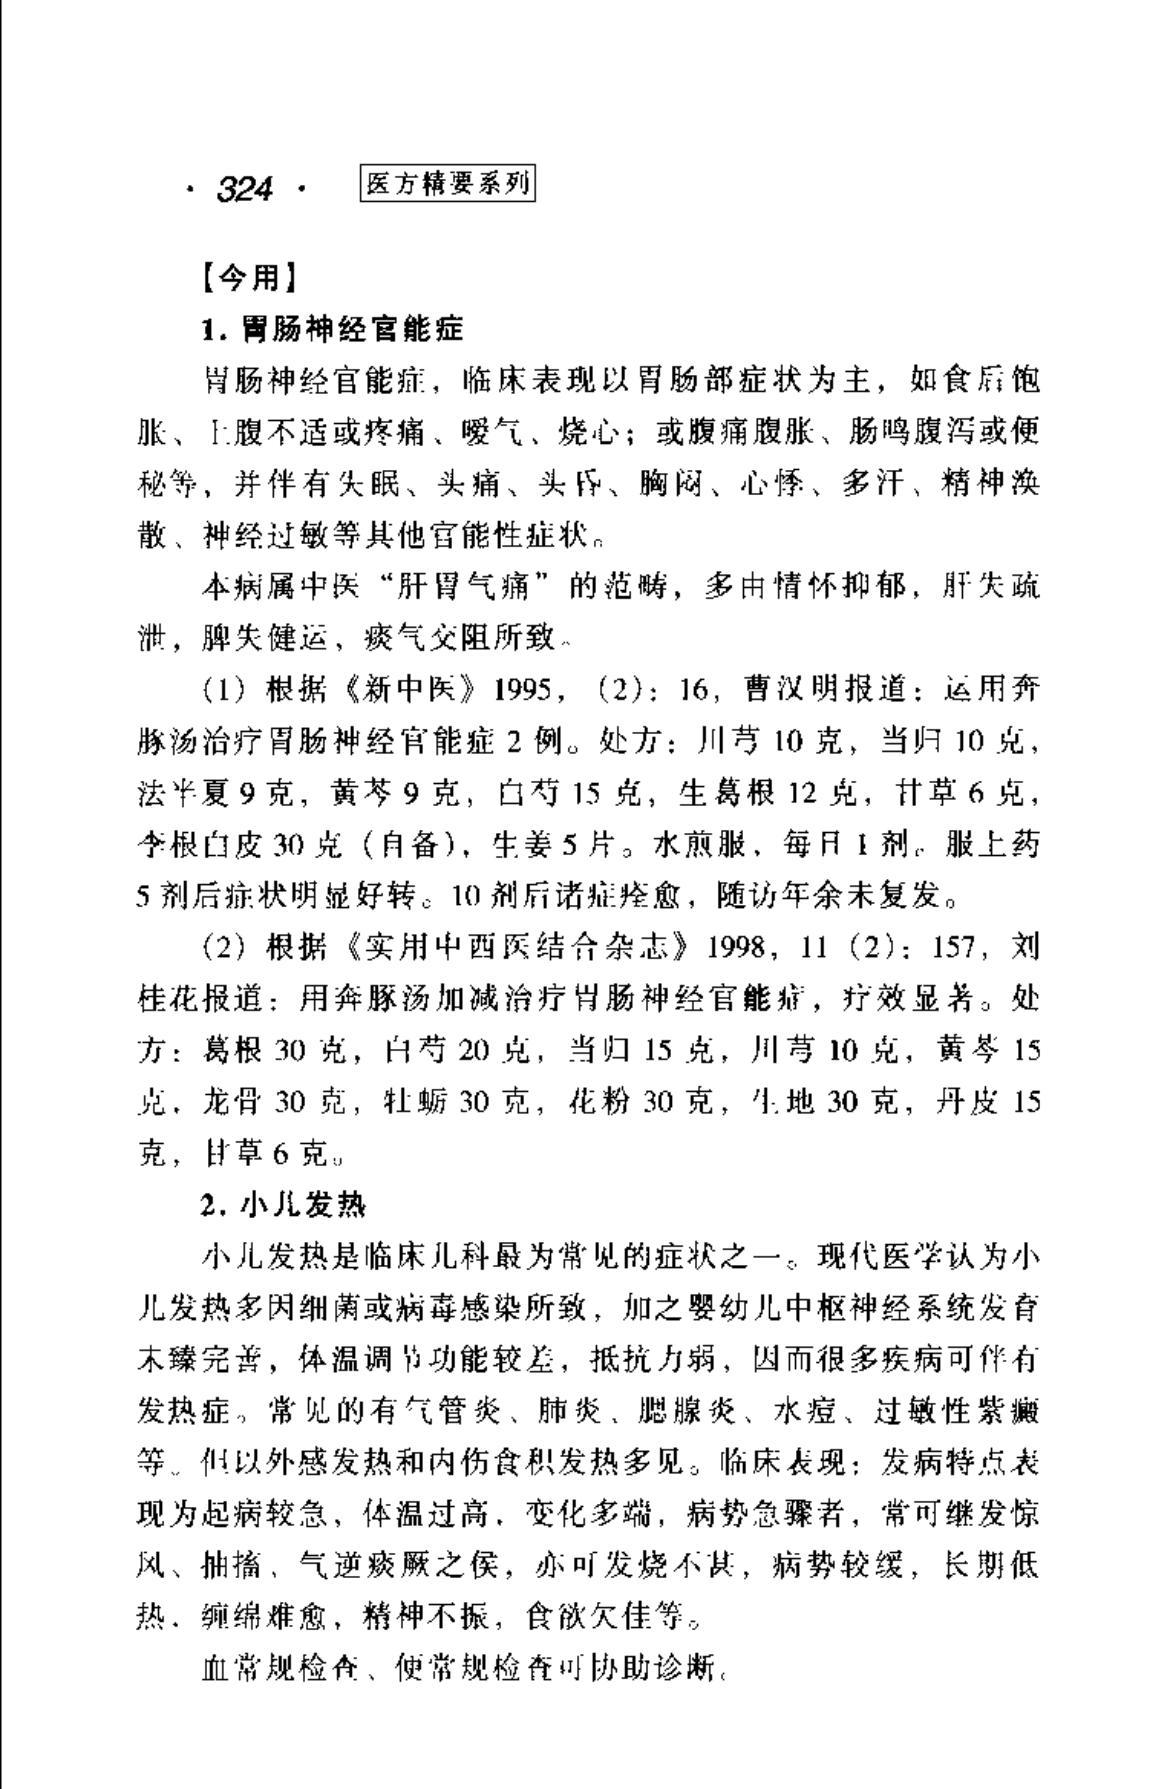 · 324 · 医方精要系列
【今用】
1. 胃肠神经官能症
胃肠神经官能症，临床表现以胃肠部症状为主，如食后饱
胀、上腹不适或疼痛、嗳气、烧心；或腹痛腹胀、肠鸣腹泻或便
秘等，并伴有失眠、头痛、头昏、胸闷、心悸、多汗、精神涣
散、神经过敏等其他官能性症状。
本病属中医“肝胃气痛”的范畴，多由情怀抑郁，肝失疏
泄，脾失健运，痰气交阻所致。
（1）根据《新中医》1995，（2）：16，曹汉明报道：运用奔
豚汤治疗胃肠神经官能症 2 例。处方：川芎 10 克，当归 10 克，
法半夏 9 克，黄芩 9 克，白芍 15 克，生葛根 12 克，甘草 6 克，
李根白皮 30 克（自备），生姜 5 片。水煎服，每日 1 剂。服上药
5 剂后症状明显好转。10 剂后诸症痊愈，随访年余未复发。
（2）根据《实用中西医结合杂志》1998，11（2）：157，刘
桂花报道：用奔豚汤加减治疗胃肠神经官能症，疗效显著。处
方：葛根 30 克，白芍 20 克，当归 15 克，川芎 10 克，黄芩 15
克，龙骨 30 克，牡蛎 30 克，花粉 30 克，生地 30 克，丹皮 15
克，甘草 6 克。
2. 小儿发热
小儿发热是临床儿科最为常见的症状之一。现代医学认为小
儿发热多因细菌或病毒感染所致，加之婴幼儿中枢神经系统发育
未臻完善，体温调节功能较差，抵抗力弱，因而很多疾病可伴有
发热症。常见的有气管炎、肺炎、腮腺炎、水痘、过敏性紫癜
等。但以外感发热和内伤食积发热多见。临床表现：发病特点表
现为起病较急，体温过高，变化多端，病势急骤者，常可继发惊
风、抽搐、气逆痰厥之侯，亦可发烧不甚，病势较缓，长期低
热，缠绵难愈，精神不振，食欲欠佳等。
血常规检查、便常规检查可协助诊断。